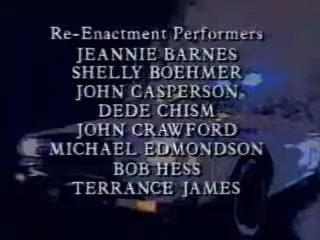 Re-Enactment Performers
JEANNIE BARNES
SHELLY BOEHMER
JOHN CASPERSON
DEDE CHISM
JOHN CRAWFORD
MICHAEL EDMONDSON
BOB HESS
TERRANCE JAMES